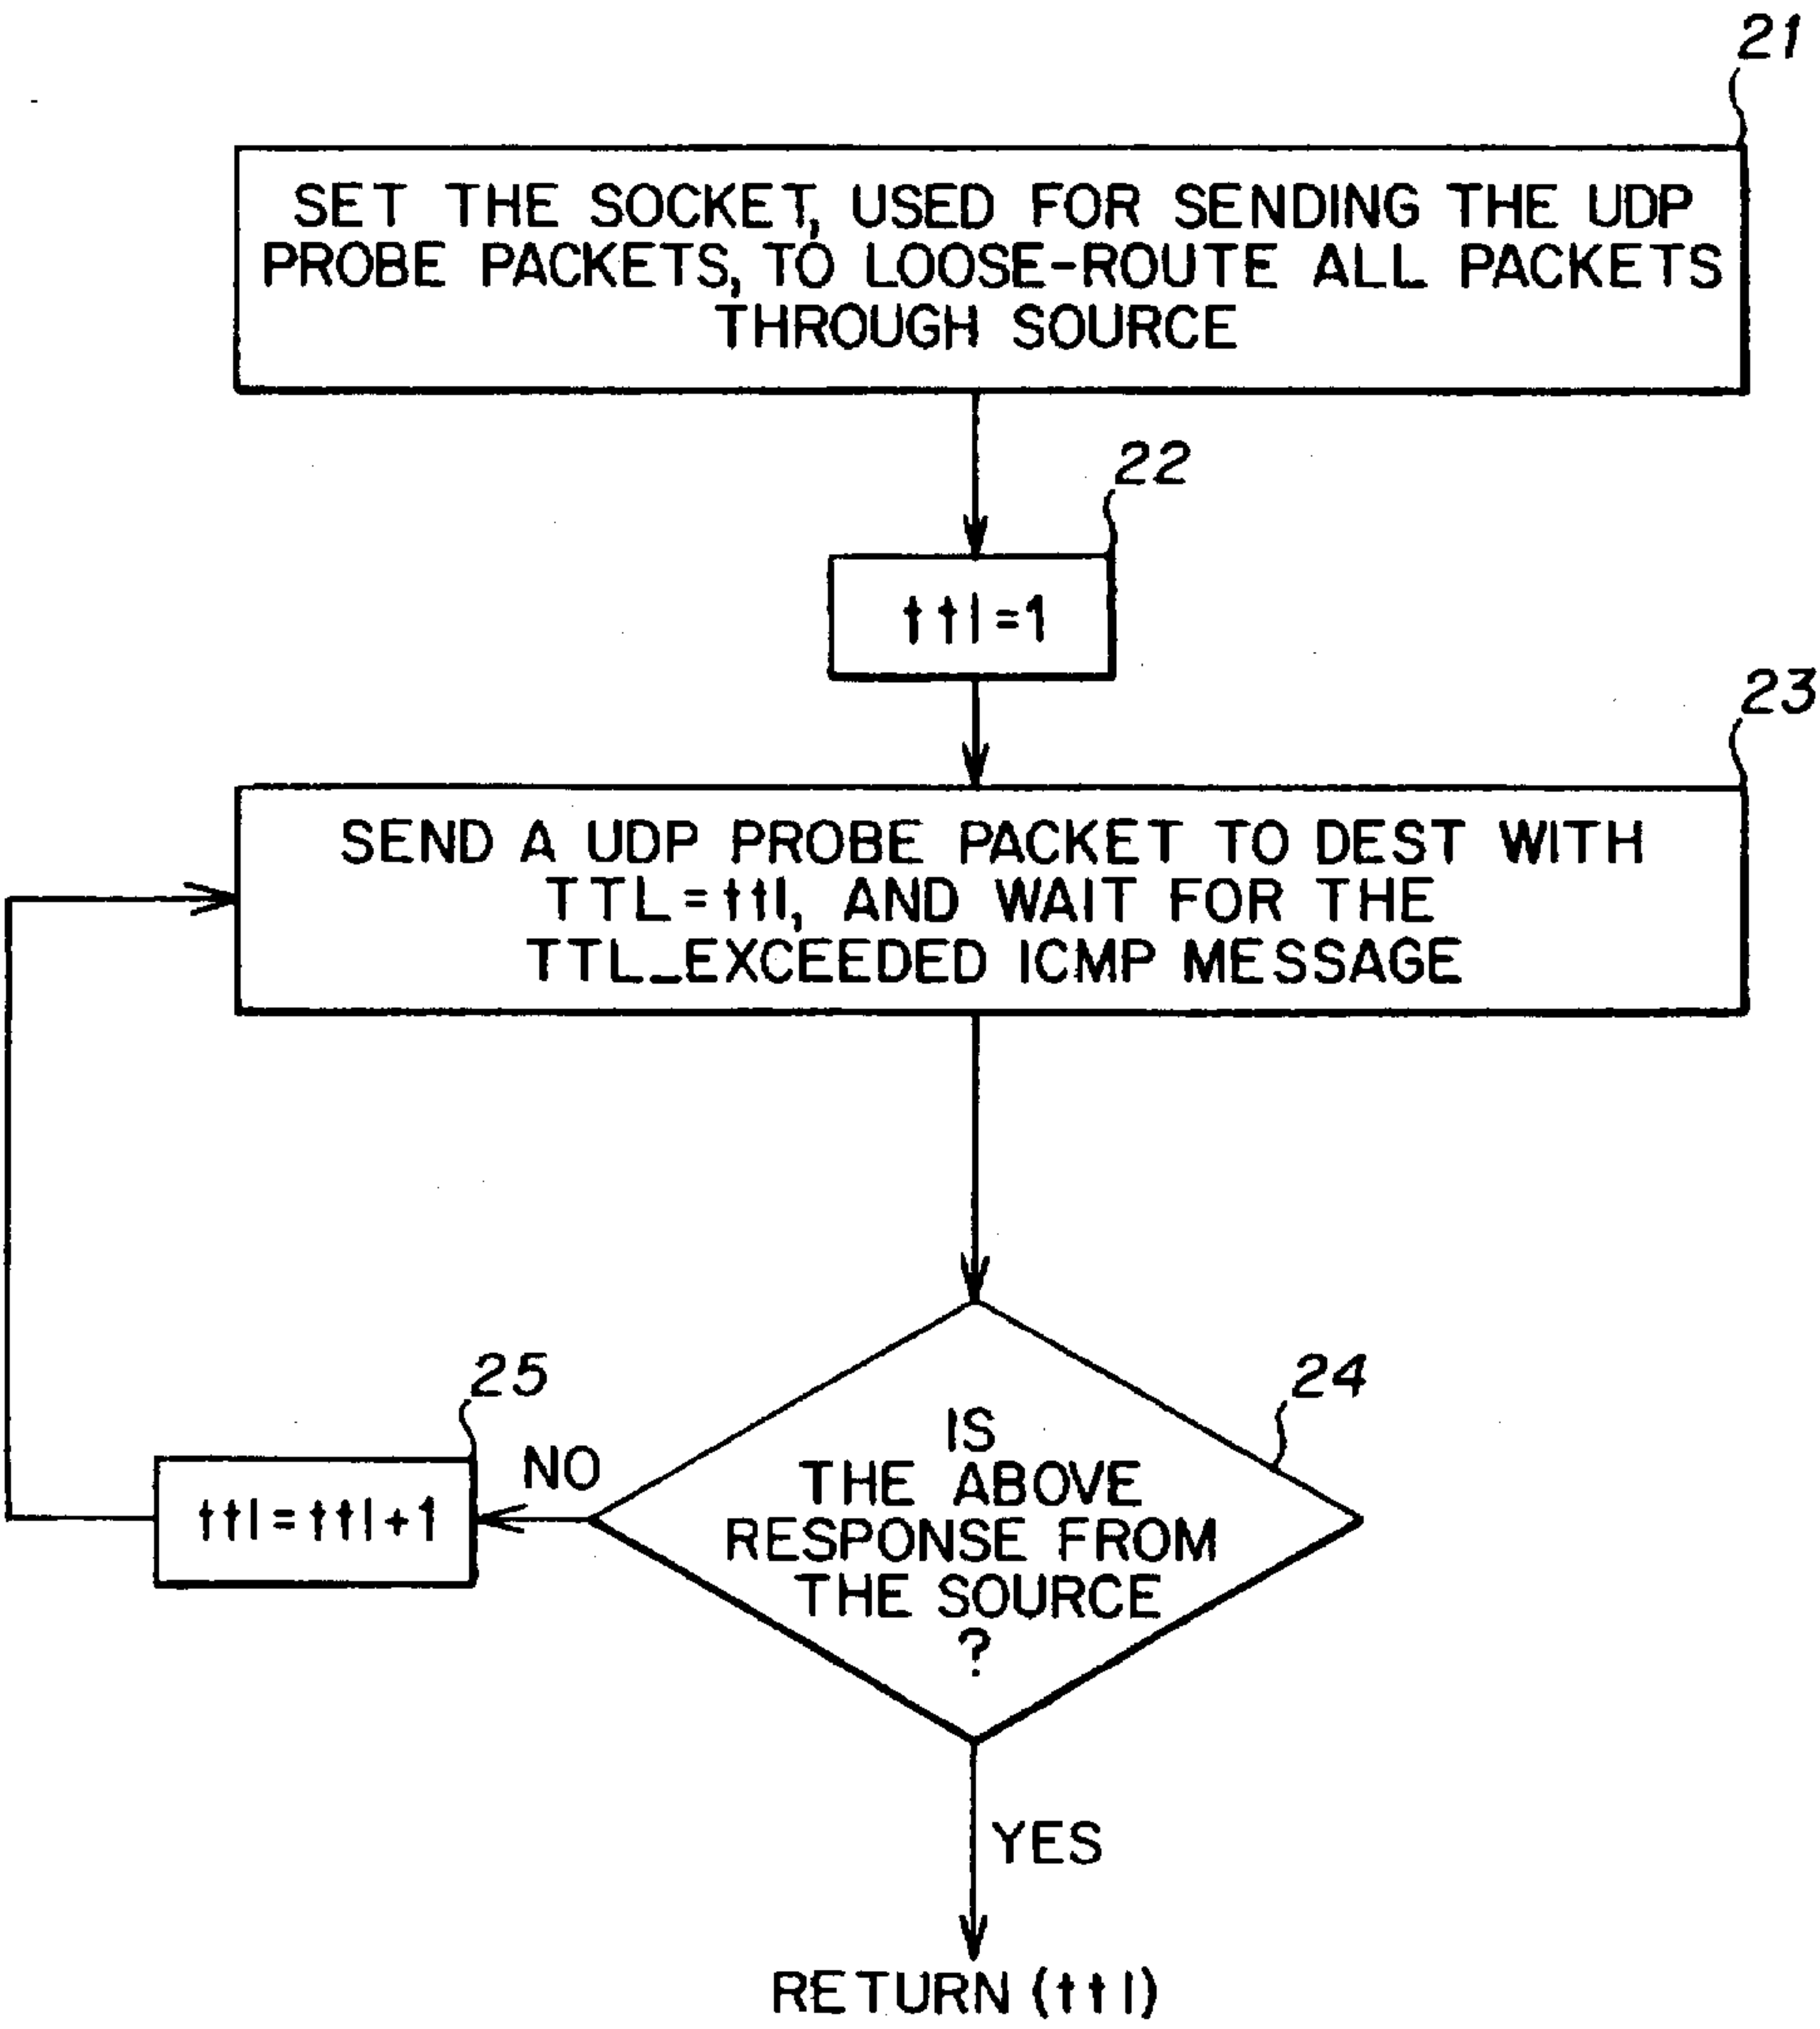 21
SET THE SOCKET, USED FOR SENDING THE UDP
PROBE PACKETS, TO LOOSE-ROUTE ALL PACKETS
THROUGH SOURCE
22
ttl=1
23
SEND A UDP PROBE PACKET TO DEST WITH
TTL=ttl, AND WAIT FOR THE
TTL_EXCEEDED ICMP MESSAGE
25
24
ttl=ttl+1
NO
IS
THE ABOVE
RESPONSE FROM
THE SOURCE
?
YES
RETURN (ttl)